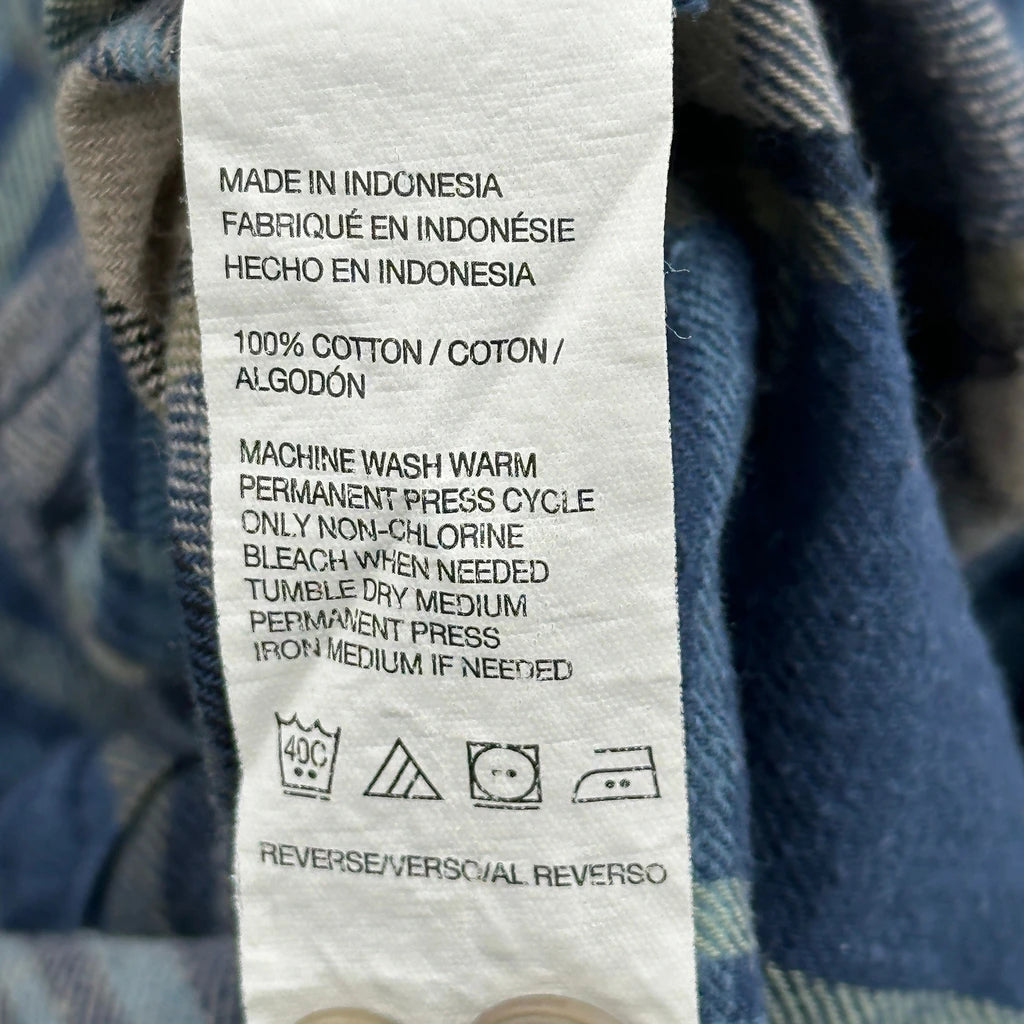 MADE IN INDONESIA
FABRIQUÉ EN INDONÉSIE
HECHO EN INDONESIA
100% COTTON / COTON /
ALGODÓN
MACHINE WASH WARM
PERMANENT PRESS CYCLE
ONLY NON-CHLORINE
BLEACH WHEN NEEDED
TUMBLE DRY MEDIUM
PERMANENT PRESS
IRON MEDIUM IF NEEDED
40C
REVERSE/VERSO/AL REVERSO